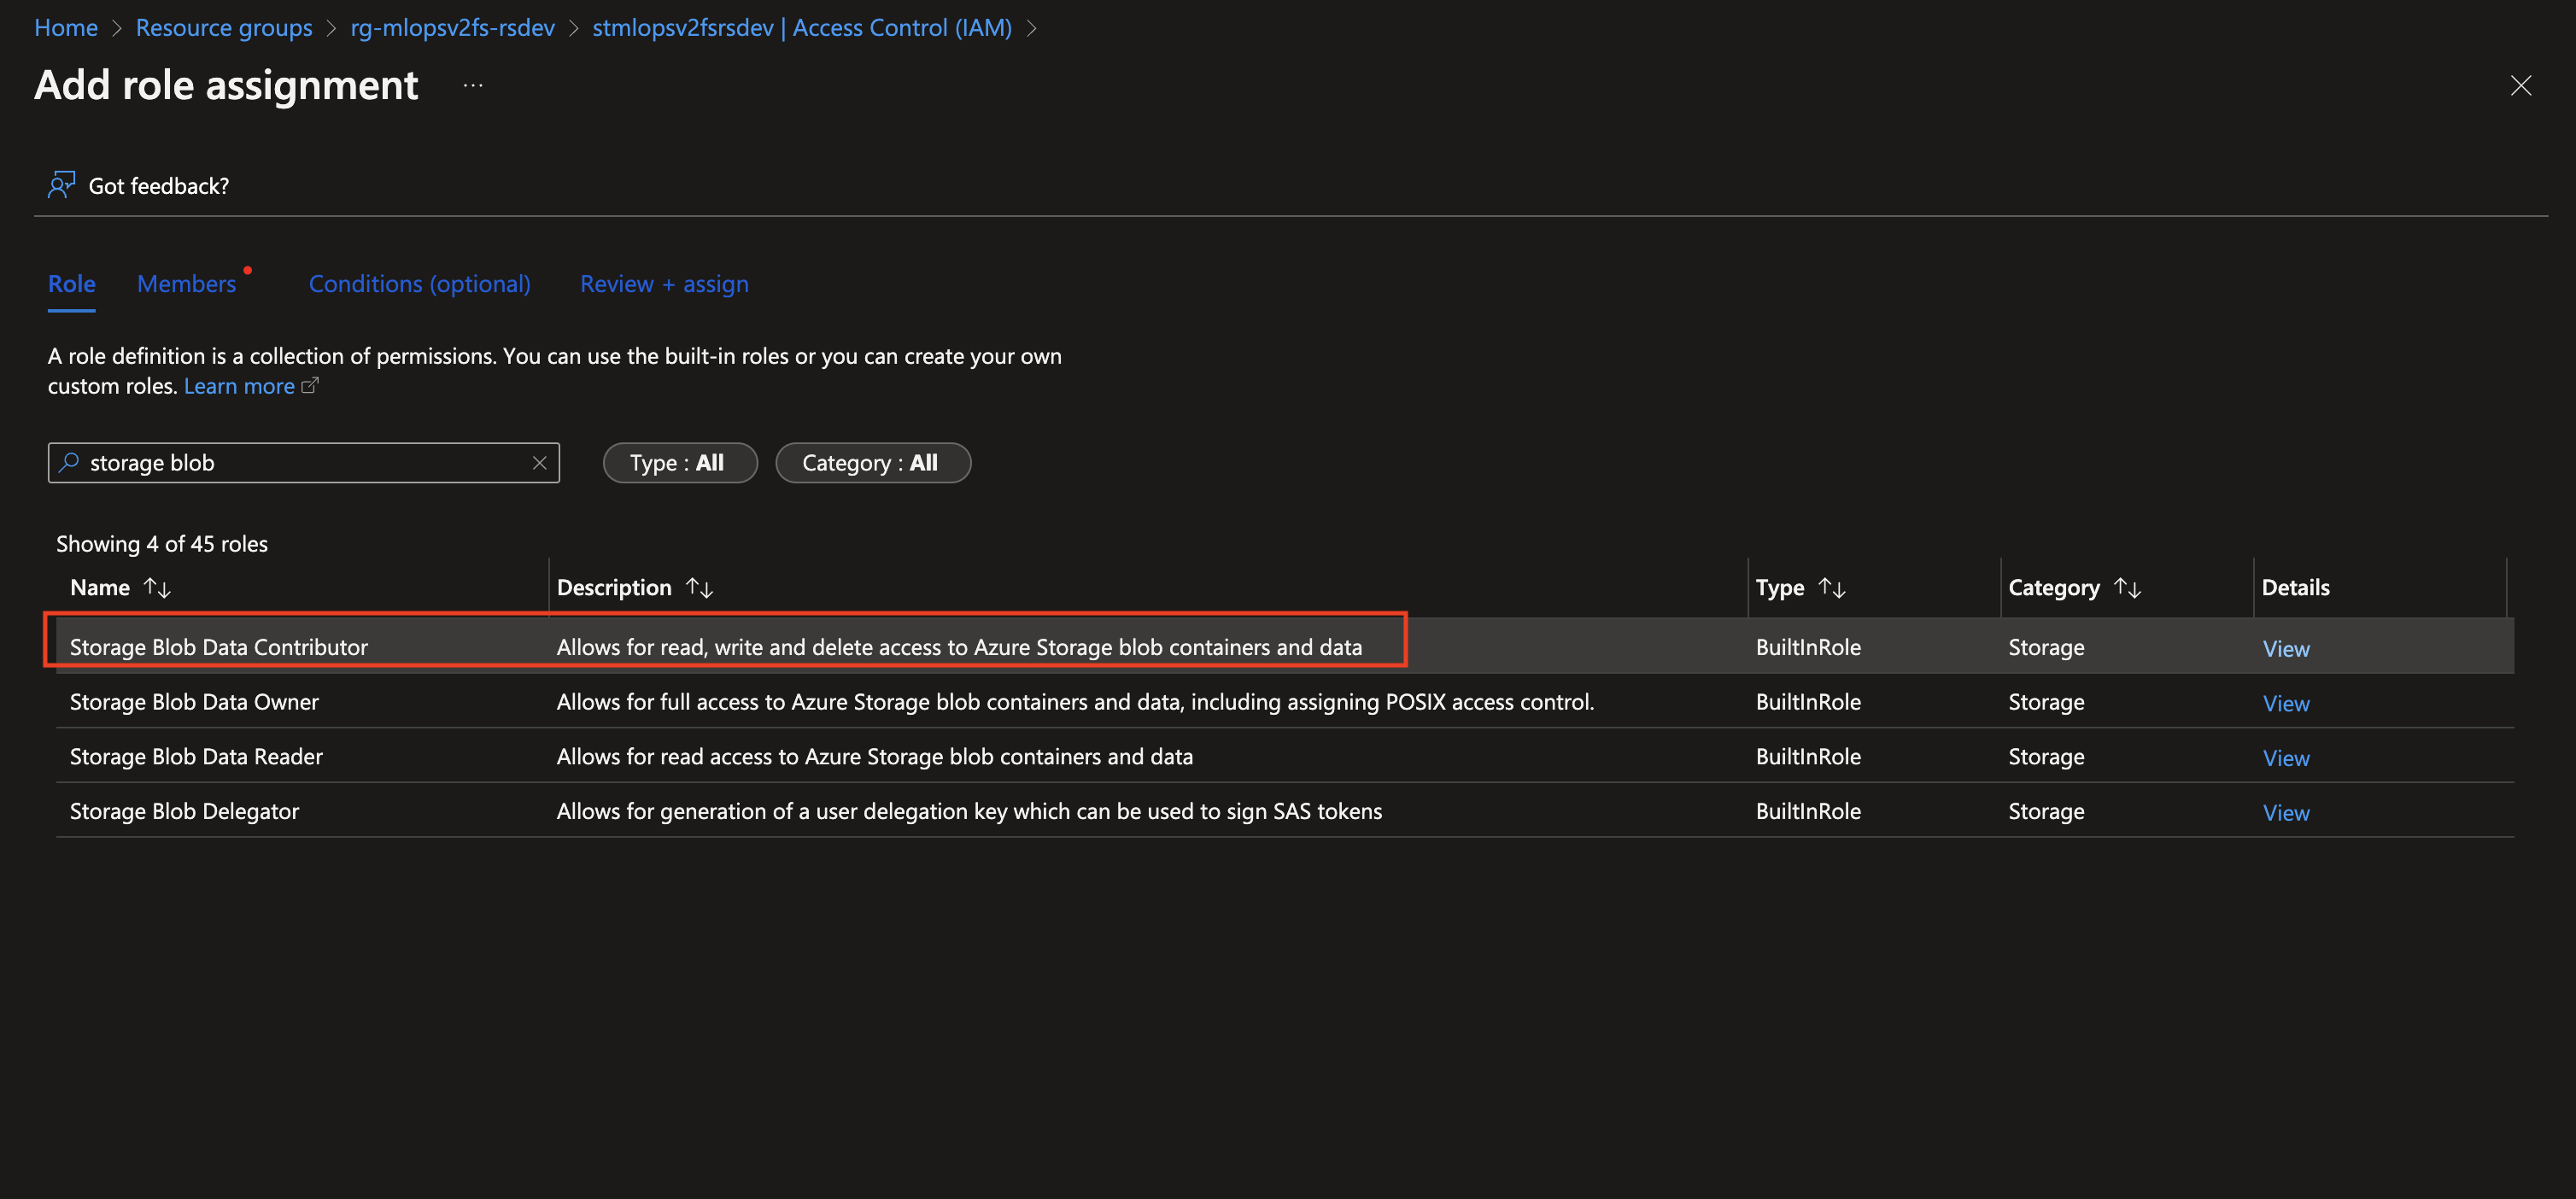 Home > Resource groups > rg-mlopsv2fs-rsdev > stmlopsv2fsrsdev | Access Control (IAM) >
Add role assignment ...
Got feedback?
Role Members Conditions (optional) Review + assign
A role definition is a collection of permissions. You can use the built-in roles or you can create your own
custom roles. Learn more
storage blob Type : All Category : All
Showing 4 of 45 roles
Name ↑↓ Description ↑↓ Type ↑↓ Category ↑↓ Details
Storage Blob Data Contributor Allows for read, write and delete access to Azure Storage blob containers and data BuiltInRole Storage View
Storage Blob Data Owner Allows for full access to Azure Storage blob containers and data, including assigning POSIX access control. BuiltInRole Storage View
Storage Blob Data Reader Allows for read access to Azure Storage blob containers and data BuiltInRole Storage View
Storage Blob Delegator Allows for generation of a user delegation key which can be used to sign SAS tokens BuiltInRole Storage View